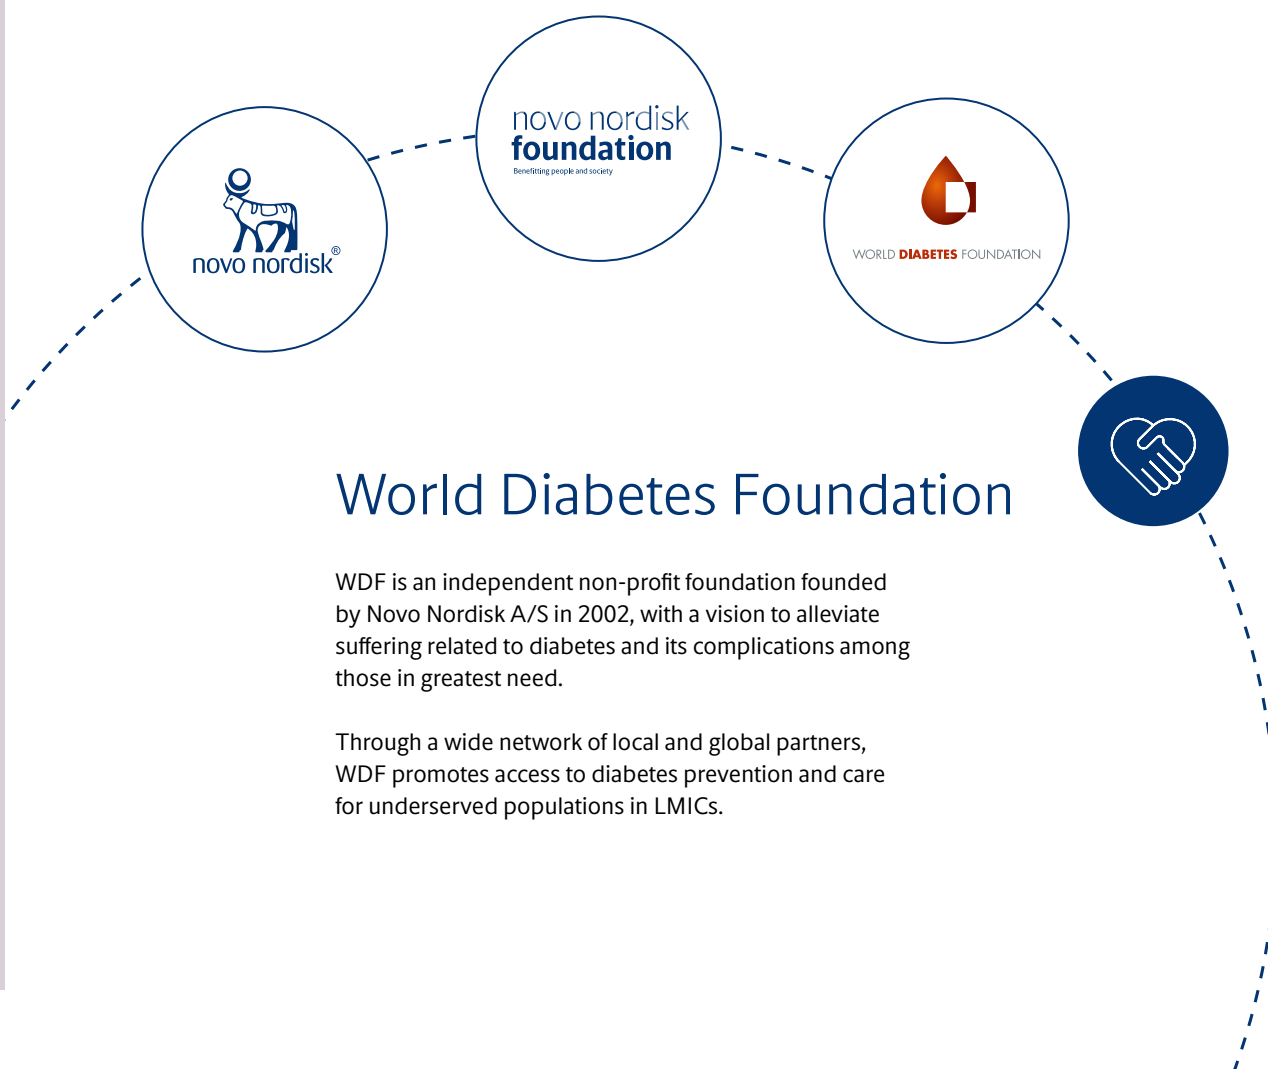 novo nordisk
foundation
Benefitting people and society
novo nordisk®
WORLD DIABETES FOUNDATION
World Diabetes Foundation
WDF is an independent non-profit foundation founded
by Novo Nordisk A/S in 2002, with a vision to alleviate
suffering related to diabetes and its complications among
those in greatest need.
Through a wide network of local and global partners,
WDF promotes access to diabetes prevention and care
for underserved populations in LMICs.